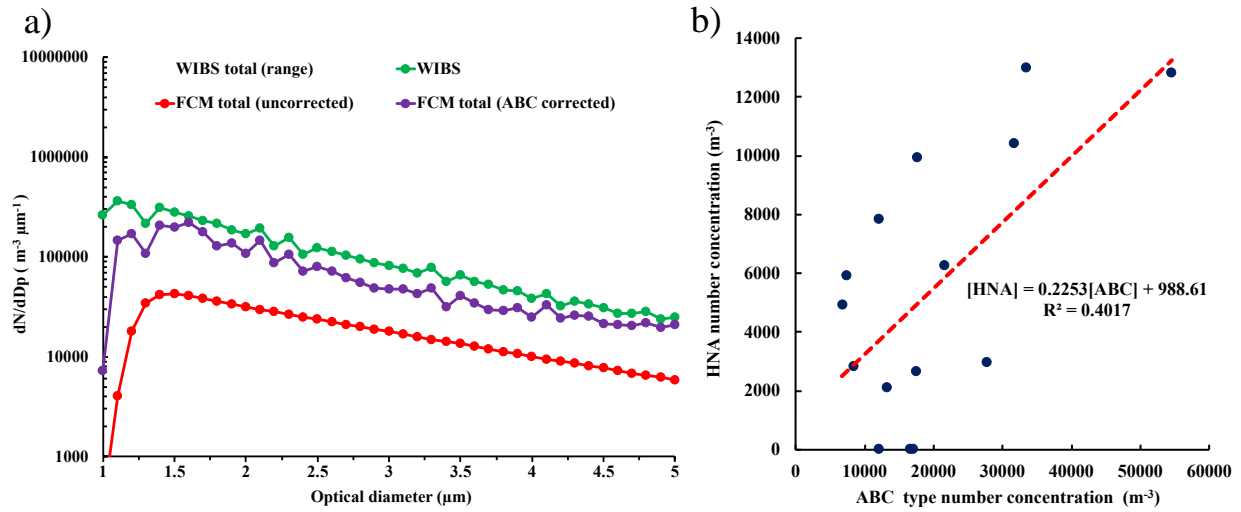 a)
10000000
1000000
100000
10000
1000
dN/dDp ( m⁻³ µm⁻¹)
WIBS total (range)
WIBS
FCM total (uncorrected)
FCM total (ABC corrected)
1 1.5 2 2.5 3 3.5 4 4.5 5
Optical diameter (µm)
b)
14000
12000
10000
8000
6000
4000
2000
0
HNA number concentration (m⁻³)
[HNA] = 0.2253[ABC] + 988.61
R² = 0.4017
0 10000 20000 30000 40000 50000 60000
ABC type number concentration (m⁻³)